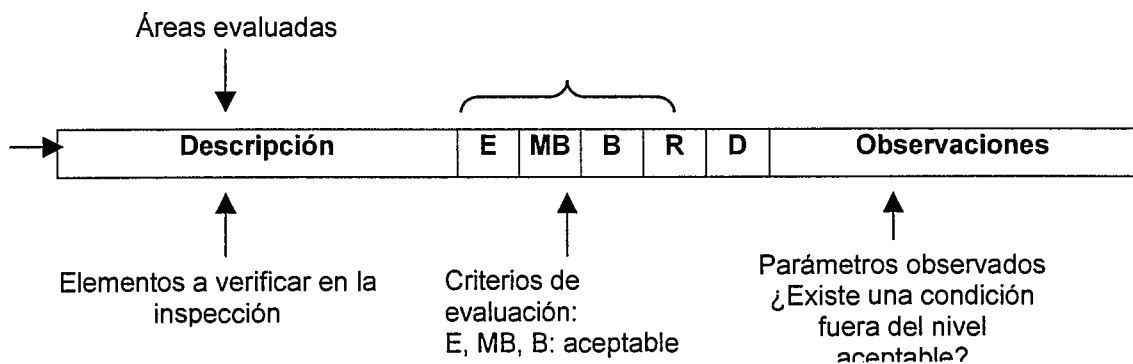 Áreas evaluadas
Descripción E MB B R D Observaciones
Elementos a verificar en la
inspección
Criterios de
evaluación:
E, MB, B: aceptable
Parámetros observados
¿Existe una condición
fuera del nivel
aceptable?